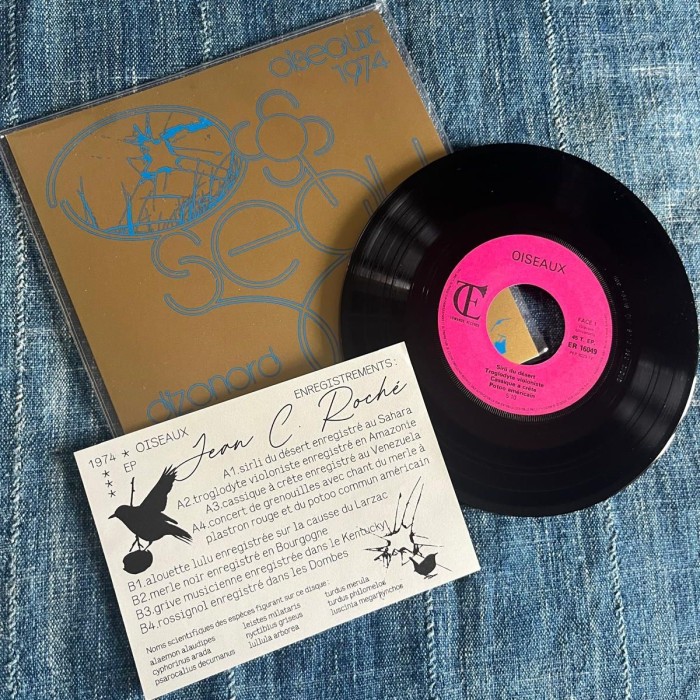 oiseaux
1974
oiseau
dizonord
OISEAUX
CE
FACE 1
45 T. EP
ER 16049
Sirli du désert
Troglodyte violoniste
Cassique à crête
Potoo américain
1974 * OISEAUX
EP
ENREGISTREMENTS:
Jean C. Roché
A1.sirli du désert enregistré au Sahara
A2.troglodyte violoniste enregistré en Amazonie
A3.cassique à crête enregistré au Venezuela
A4.concert de grenouilles avec chant du merle à
plastron rouge et du potoo commun américain
B1.alouette lulu enregistrée sur la causse du Larzac
B2.merle noir enregistré en Bourgogne
B3.grive musicienne enregistrée dans le Kentucky
B4.rossignol enregistré dans les Dombes
Noms scientifiques des espèces figurant sur ce disque:
alaemon alaudipes
cyphorinus arada
psarocalius decumanus
leistes militaris
nyctibius griseus
lullula arborea
turdus merula
turdus philomelos
luscinia megarhynchos